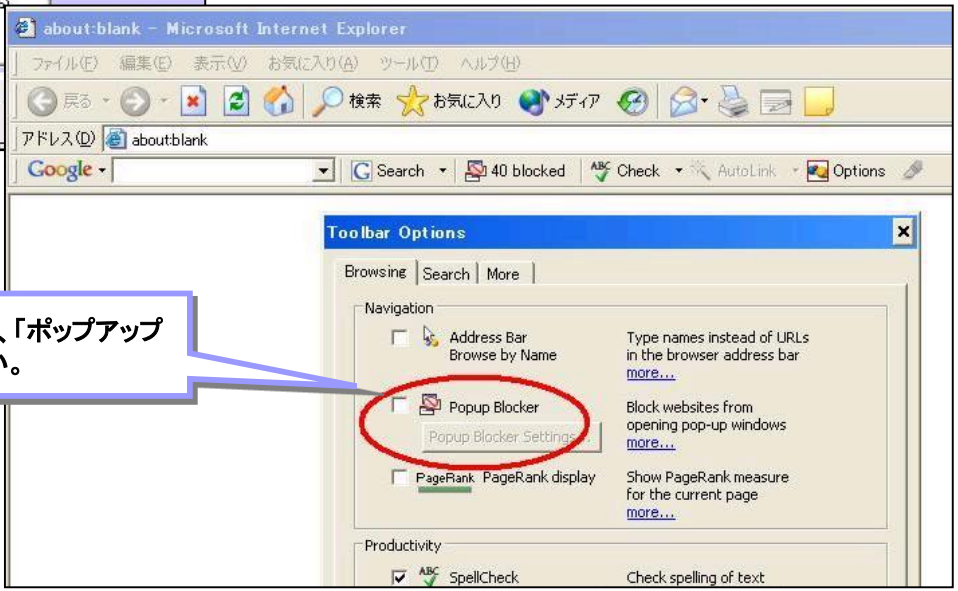 about:blank - Microsoft Internet Explorer
ファイル(F) 編集(E) 表示(V) お気に入り(A) ツール(T) ヘルプ(H)
戻る 検索 お気に入り メディア
アドレス(D) about:blank
Google Search 40 blocked ABC Check AutoLink Options
Toolbar Options
Browsing Search More
Navigation
Address Bar
Browse by Name
Type names instead of URLs
in the browser address bar
more...
、「ポップアップ
い。
Popup Blocker
Popup Blocker Settings...
Block websites from
opening pop-up windows
more...
PageRank PageRank display
Show PageRank measure
for the current page
more...
Productivity
ABC SpellCheck
Check spelling of text